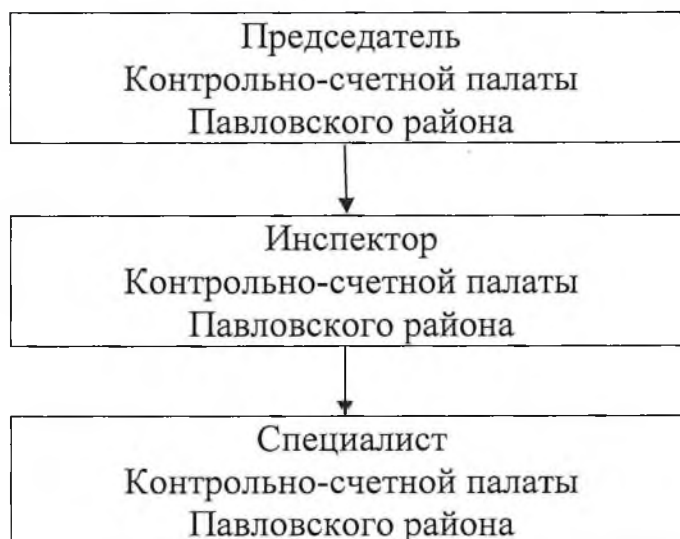 Председатель
Контрольно-счетной палаты
Павловского района
Инспектор
Контрольно-счетной палаты
Павловского района
Специалист
Контрольно-счетной палаты
Павловского района